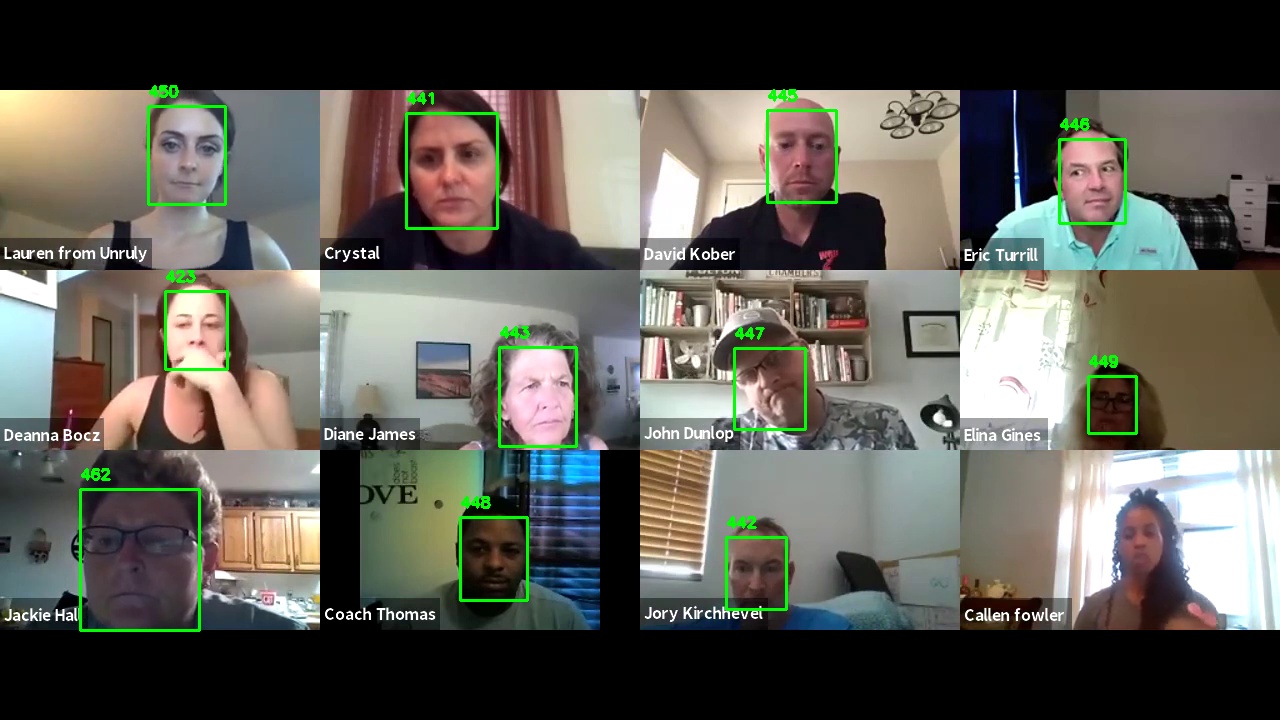 450
441
445
446
Lauren from Unruly
Crystal
David Kober
Eric Turrill
423
443
447
449
Deanna Bocz
Diane James
John Dunlop
Elina Gines
462
448
442
OVE
Jackie Hall
Coach Thomas
Jory Kirchhevel
Callen fowler